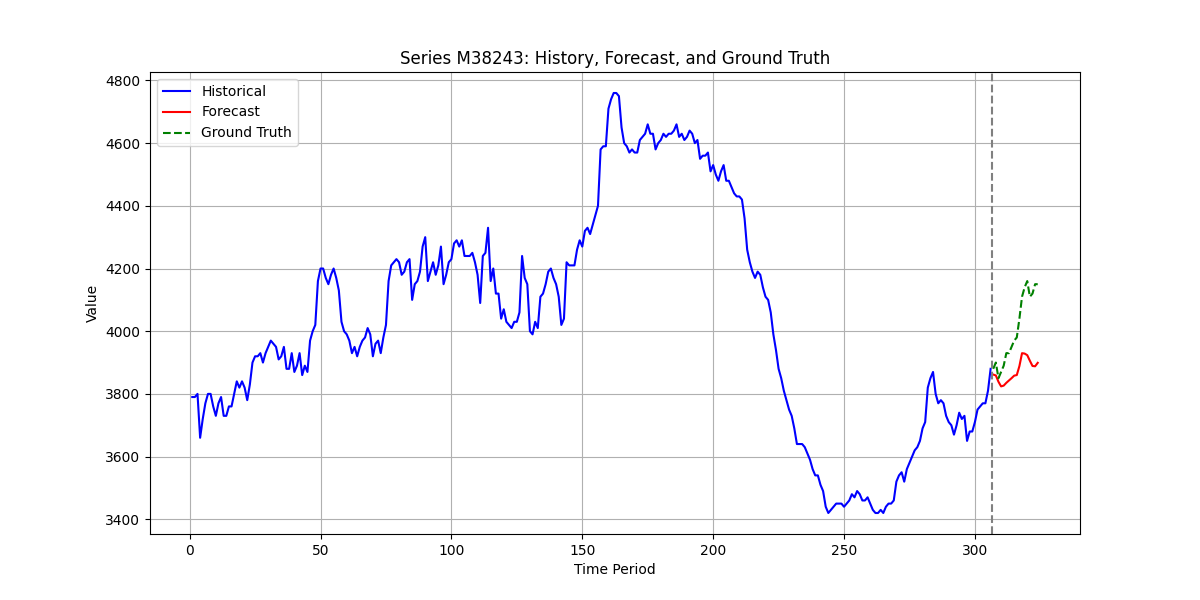 Series M38243: History, Forecast, and Ground Truth
Historical
Forecast
Ground Truth
4800
4600
4400
4200
4000
3800
3600
3400
Value
0 50 100 150 200 250 300
Time Period